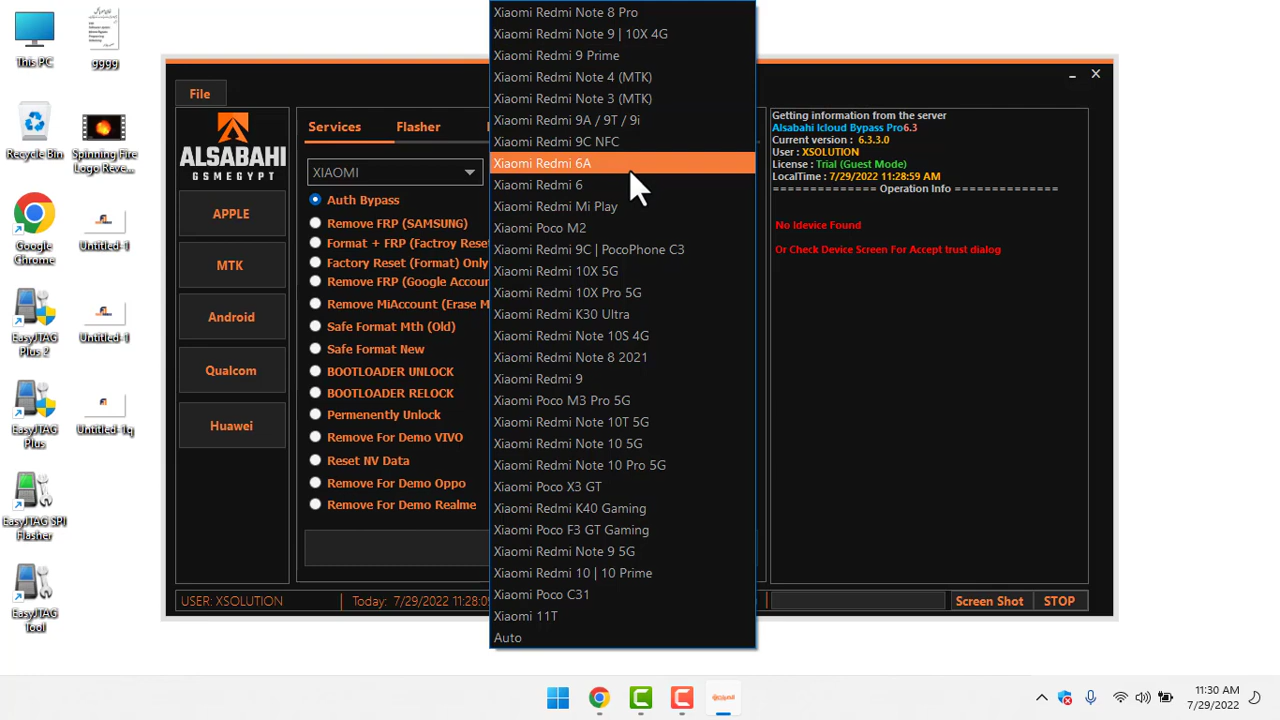 This PC
gggg
Recycle Bin
Spinning Fire
Logo Reve...
Google
Chrome
Untitled-1
EasyJTAG
Plus 2
Untitled-1
EasyJTAG
Plus
Untitled-1q
EasyJTAG SPI
Flasher
EasyJTAG
Tool
File
ALSABAHI
GSMEGYPT
APPLE
MTK
Android
Qualcom
Huawei
Services
Flasher
XIAOMI
Auth Bypass
Remove FRP (SAMSUNG)
Format + FRP (Factroy Reset
Factory Reset (Format) Only
Remove FRP (Google Accour
Remove MiAccount (Erase M
Safe Format Mth (Old)
Safe Format New
BOOTLOADER UNLOCK
BOOTLOADER RELOCK
Permenently Unlock
Remove For Demo VIVO
Reset NV Data
Remove For Demo Oppo
Remove For Demo Realme
Xiaomi Redmi Note 8 Pro
Xiaomi Redmi Note 9 | 10X 4G
Xiaomi Redmi 9 Prime
Xiaomi Redmi Note 4 (MTK)
Xiaomi Redmi Note 3 (MTK)
Xiaomi Redmi 9A / 9T / 9i
Xiaomi Redmi 9C NFC
Xiaomi Redmi 6A
Xiaomi Redmi 6
Xiaomi Redmi Mi Play
Xiaomi Poco M2
Xiaomi Redmi 9C | PocoPhone C3
Xiaomi Redmi 10X 5G
Xiaomi Redmi 10X Pro 5G
Xiaomi Redmi K30 Ultra
Xiaomi Redmi Note 10S 4G
Xiaomi Redmi Note 8 2021
Xiaomi Redmi 9
Xiaomi Poco M3 Pro 5G
Xiaomi Redmi Note 10T 5G
Xiaomi Redmi Note 10 5G
Xiaomi Redmi Note 10 Pro 5G
Xiaomi Poco X3 GT
Xiaomi Redmi K40 Gaming
Xiaomi Poco F3 GT Gaming
Xiaomi Redmi Note 9 5G
Xiaomi Redmi 10 | 10 Prime
Xiaomi Poco C31
Xiaomi 11T
Auto
Getting information from the server
Alsabahi Icloud Bypass Pro6.3
Current version : 6.3.3.0
User : XSOLUTION
License : Trial (Guest Mode)
LocalTime : 7/29/2022 11:28:59 AM
============== Operation Info ==============
No Idevice Found
Or Check Device Screen For Accept trust dialog
USER: XSOLUTION
Today: 7/29/2022 11:28:09
Screen Shot
STOP
11:30 AM
7/29/2022